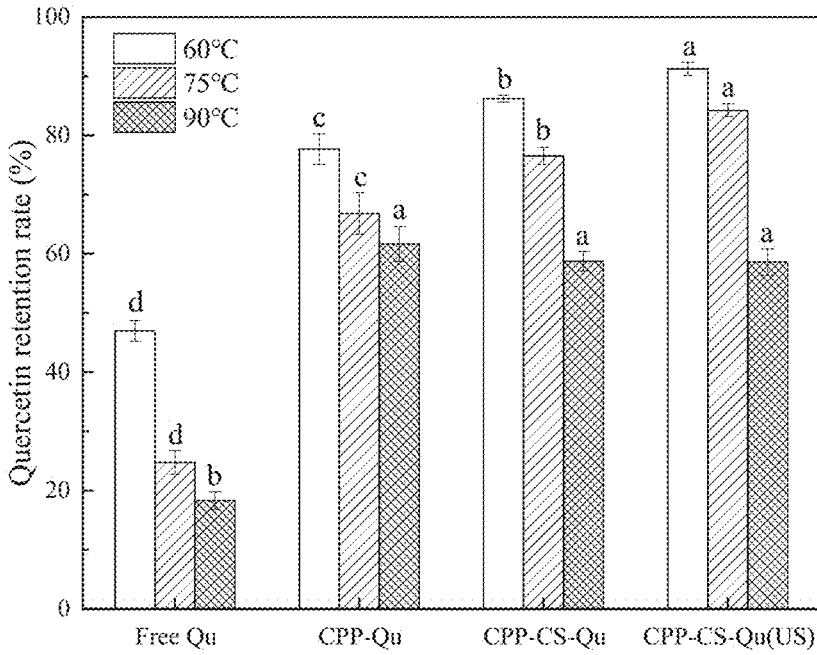 Quercetin retention rate (%)
100
80
60
40
20
0
60℃
75℃
90℃
d
d
b
c
c
a
b
b
a
a
a
a
Free Qu
CPP-Qu
CPP-CS-Qu
CPP-CS-Qu(US)